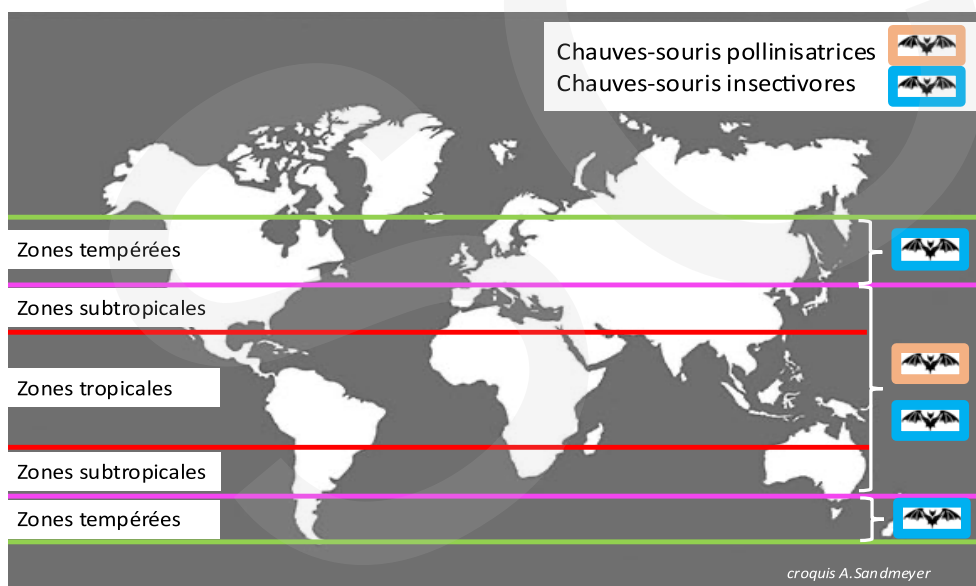 Chauves-souris pollinisatrices
Chauves-souris insectivores
Zones tempérées
Zones subtropicales
Zones tropicales
Zones subtropicales
Zones tempérées
croquis A.Sandmeyer